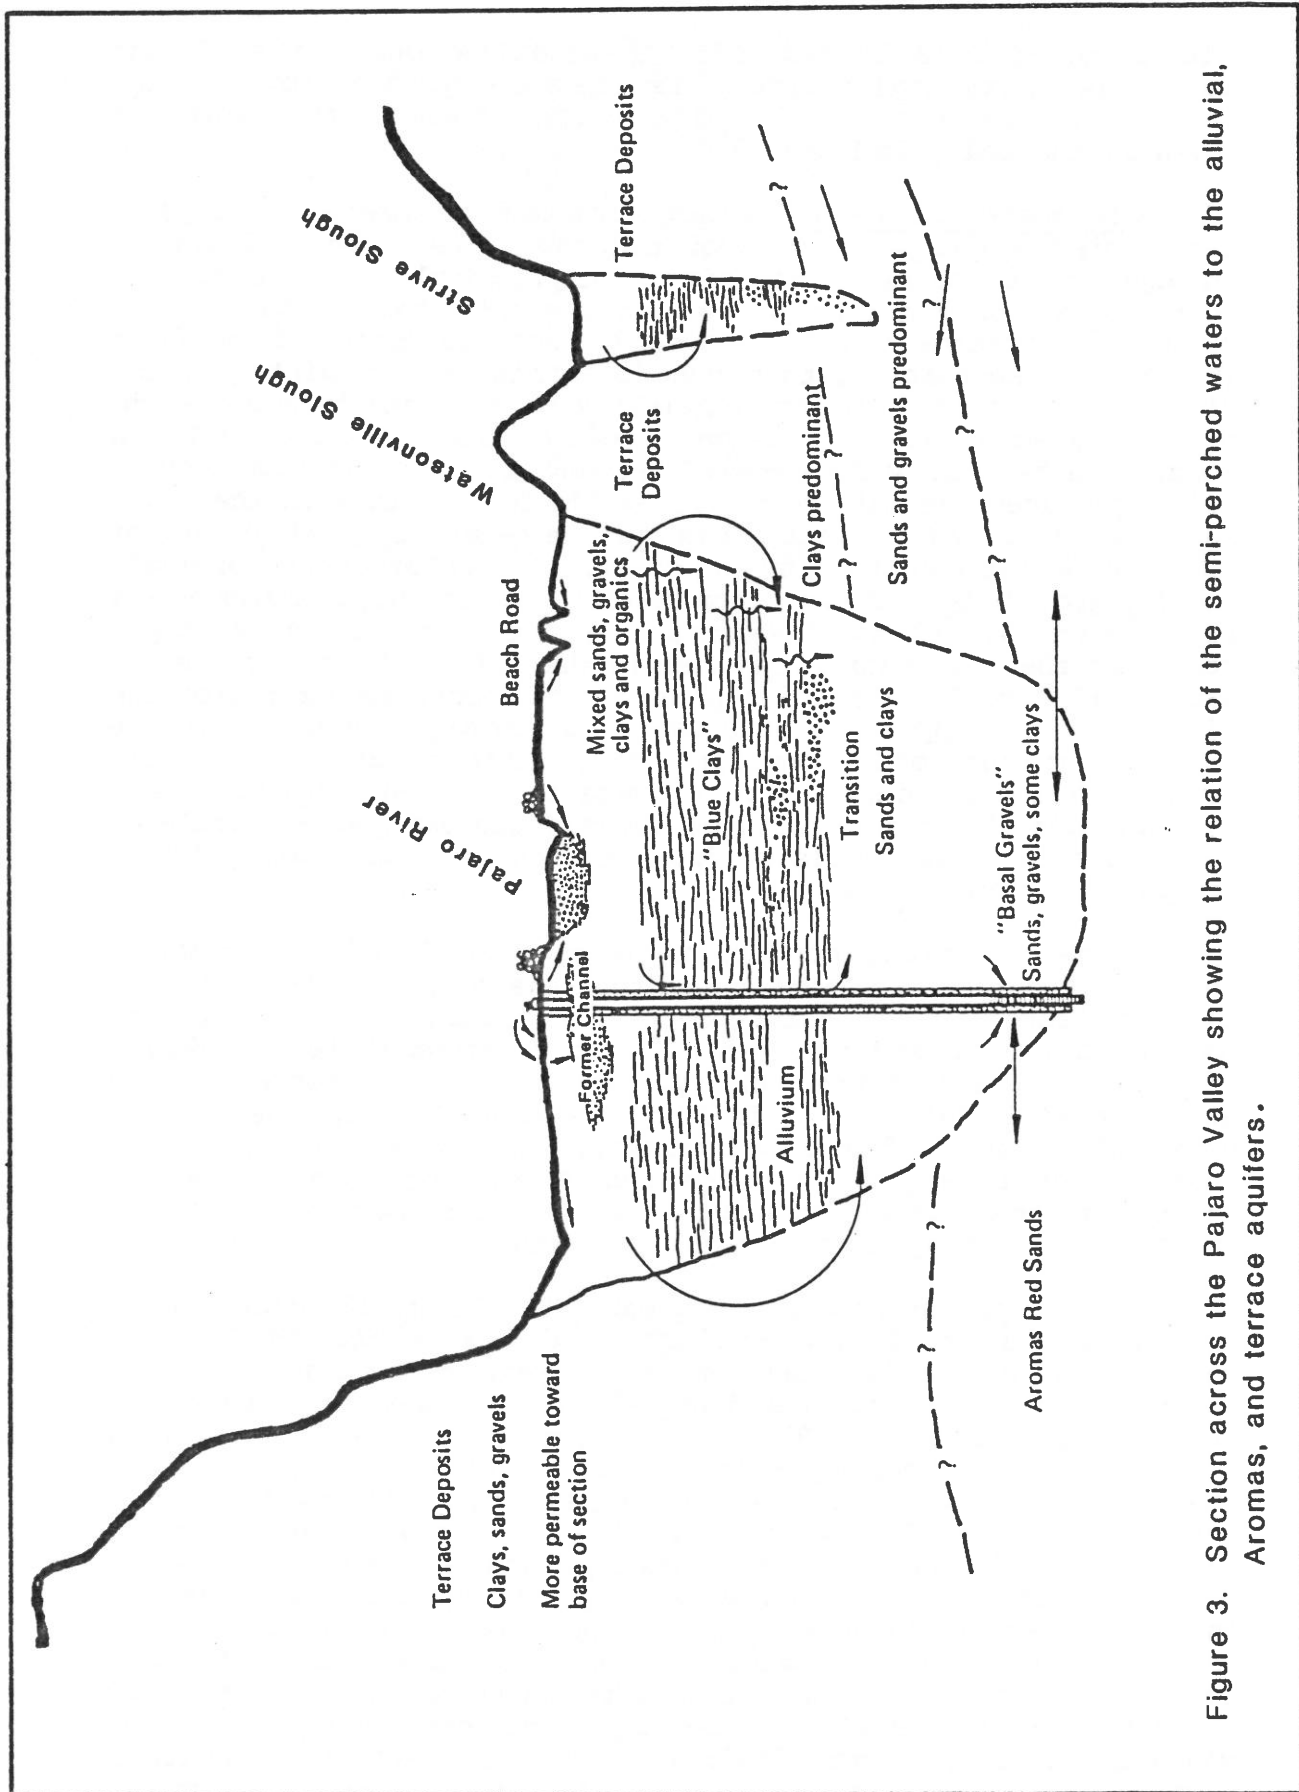 Pajaro River
Watsonville Slough
Struve Slough
Beach Road
Terrace Deposits
Clays, sands, gravels
More permeable toward
base of section
Former Channel
Mixed sands, gravels,
clays and organics
Terrace
Deposits
Terrace Deposits
"Blue Clays"
Alluvium
Transition
Sands and clays
Clays predominant
Sands and gravels predominant
"Basal Gravels"
Sands, gravels, some clays
Aromas Red Sands
?
?
?
?
?
?
?
?
?
Figure 3. Section across the Pajaro Valley showing the relation of the semi-perched waters to the alluvial,
Aromas, and terrace aquifers.